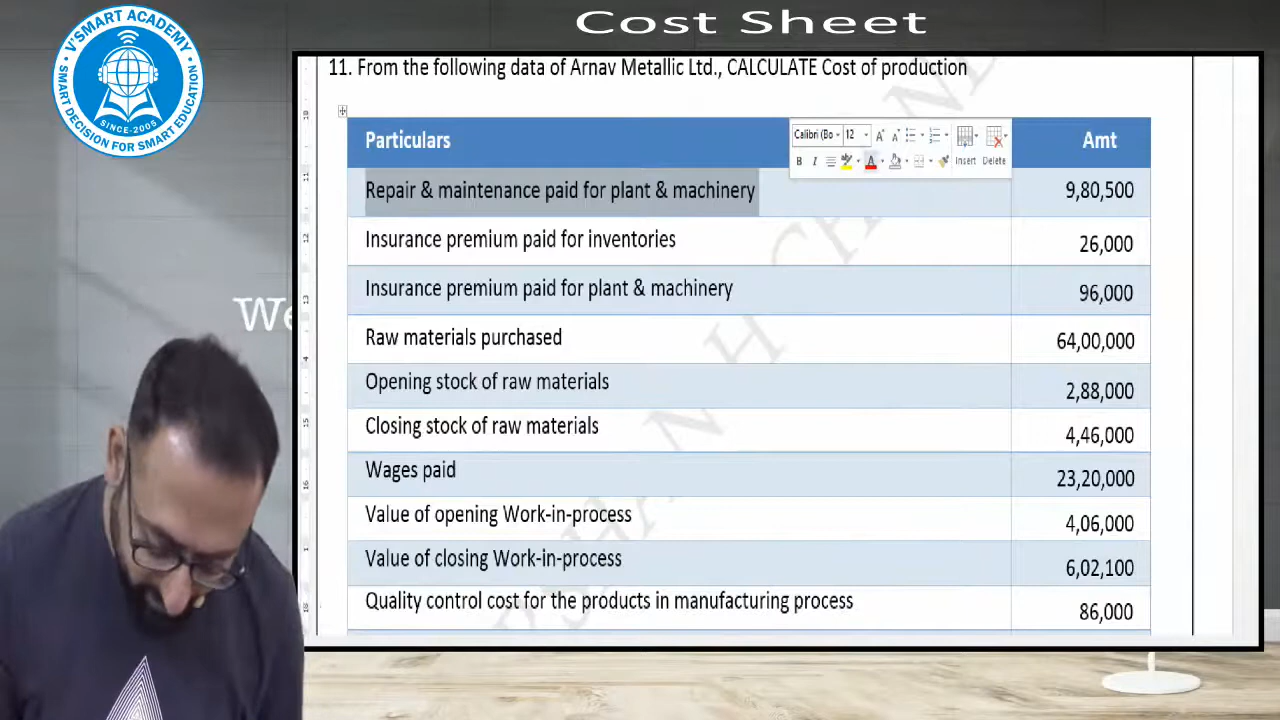 Cost Sheet
V'SMART ACADEMY
SINCE-2005
SMART DECISION FOR SMART EDUCATION
11. From the following data of Arnav Metallic Ltd., CALCULATE Cost of production
Particulars Amt
Calibri (Bo 12
Insert Delete
Repair & maintenance paid for plant & machinery 9,80,500
Insurance premium paid for inventories 26,000
Insurance premium paid for plant & machinery 96,000
We
Raw materials purchased 64,00,000
Opening stock of raw materials 2,88,000
Closing stock of raw materials 4,46,000
Wages paid 23,20,000
Value of opening Work-in-process 4,06,000
Value of closing Work-in-process 6,02,100
Quality control cost for the products in manufacturing process 86,000